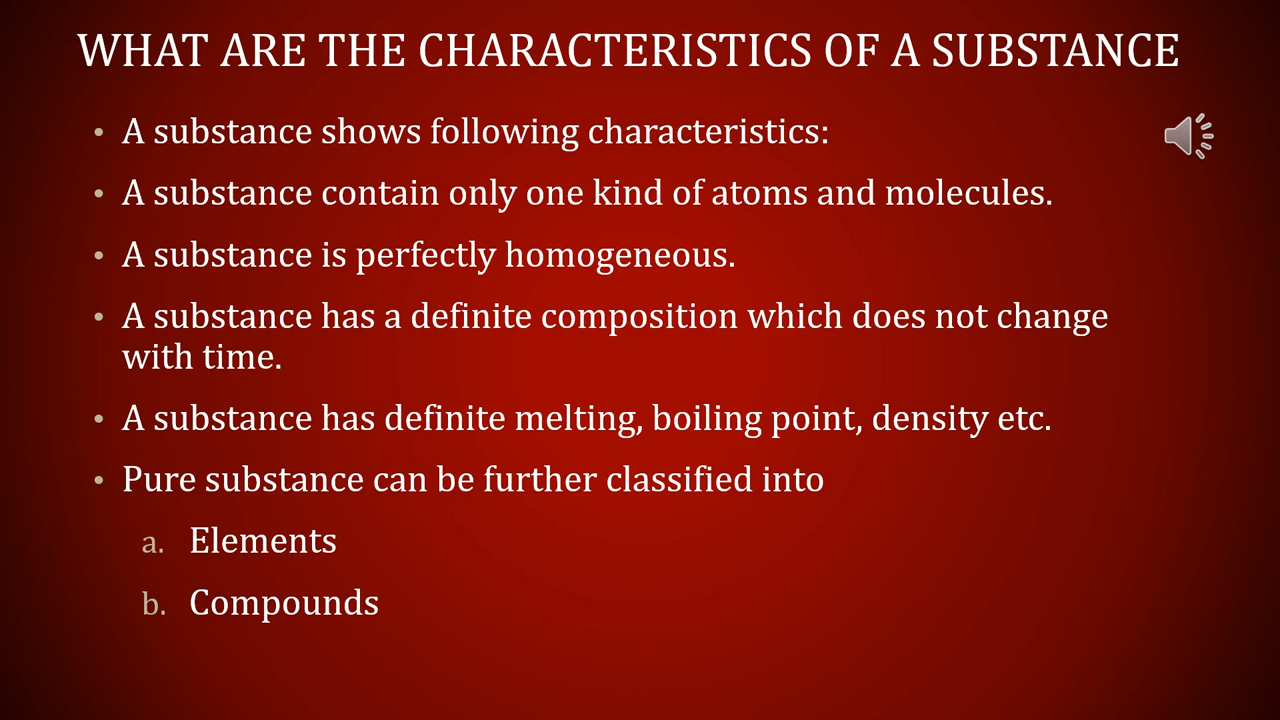 WHAT ARE THE CHARACTERISTICS OF A SUBSTANCE
• A substance shows following characteristics:
• A substance contain only one kind of atoms and molecules.
• A substance is perfectly homogeneous.
• A substance has a definite composition which does not change
with time.
• A substance has definite melting, boiling point, density etc.
• Pure substance can be further classified into
a. Elements
b. Compounds